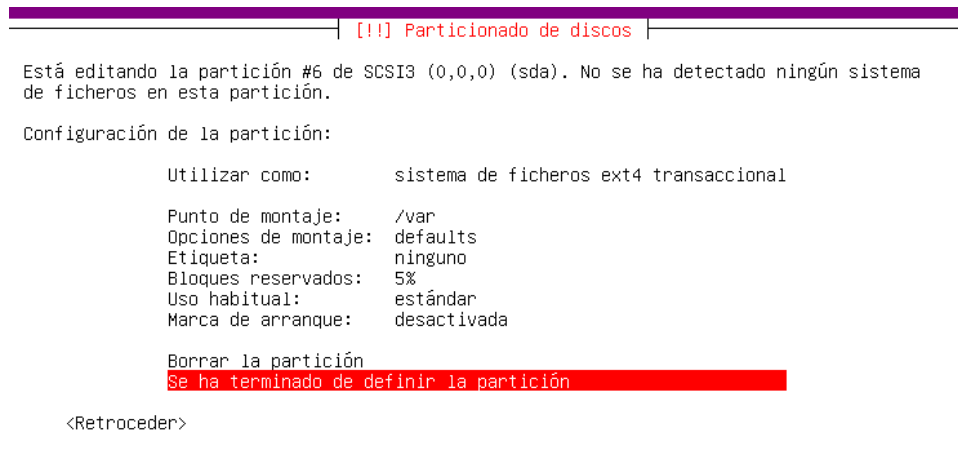 [!!] Particionado de discos
Está editando la partición #6 de SCSI3 (0,0,0) (sda). No se ha detectado ningún sistema
de ficheros en esta partición.
Configuración de la partición:
Utilizar como: sistema de ficheros ext4 transaccional
Punto de montaje: /var
Opciones de montaje: defaults
Etiqueta: ninguno
Bloques reservados: 5%
Uso habitual: estándar
Marca de arranque: desactivada
Borrar la partición
Se ha terminado de definir la partición
<Retroceder>